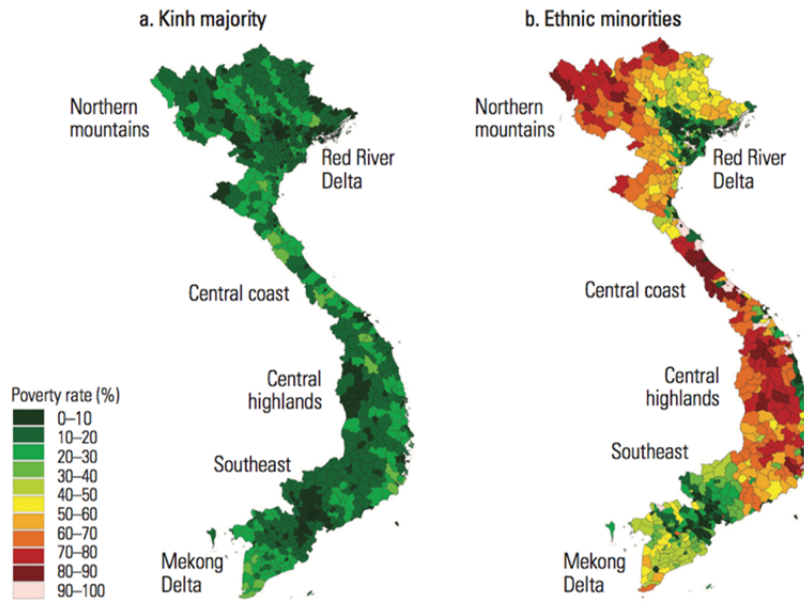 a. Kinh majority
Northern
mountains
Red River
Delta
Central coast
Central
highlands
Southeast
Mekong
Delta
Poverty rate (%)
0–10
10–20
20–30
30–40
40–50
50–60
60–70
70–80
80–90
90–100
b. Ethnic minorities
Northern
mountains
Red River
Delta
Central coast
Central
highlands
Southeast
Mekong
Delta